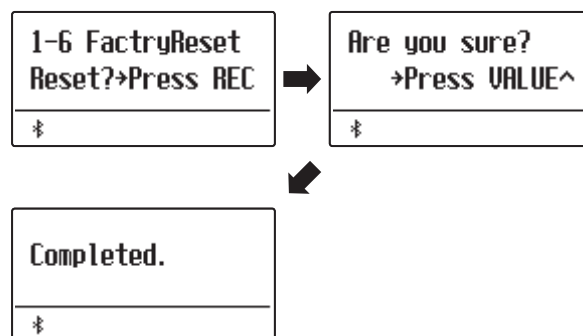 1-6 FactryReset
Reset?→Press REC
Are you sure?
→Press VALUE^
Completed.